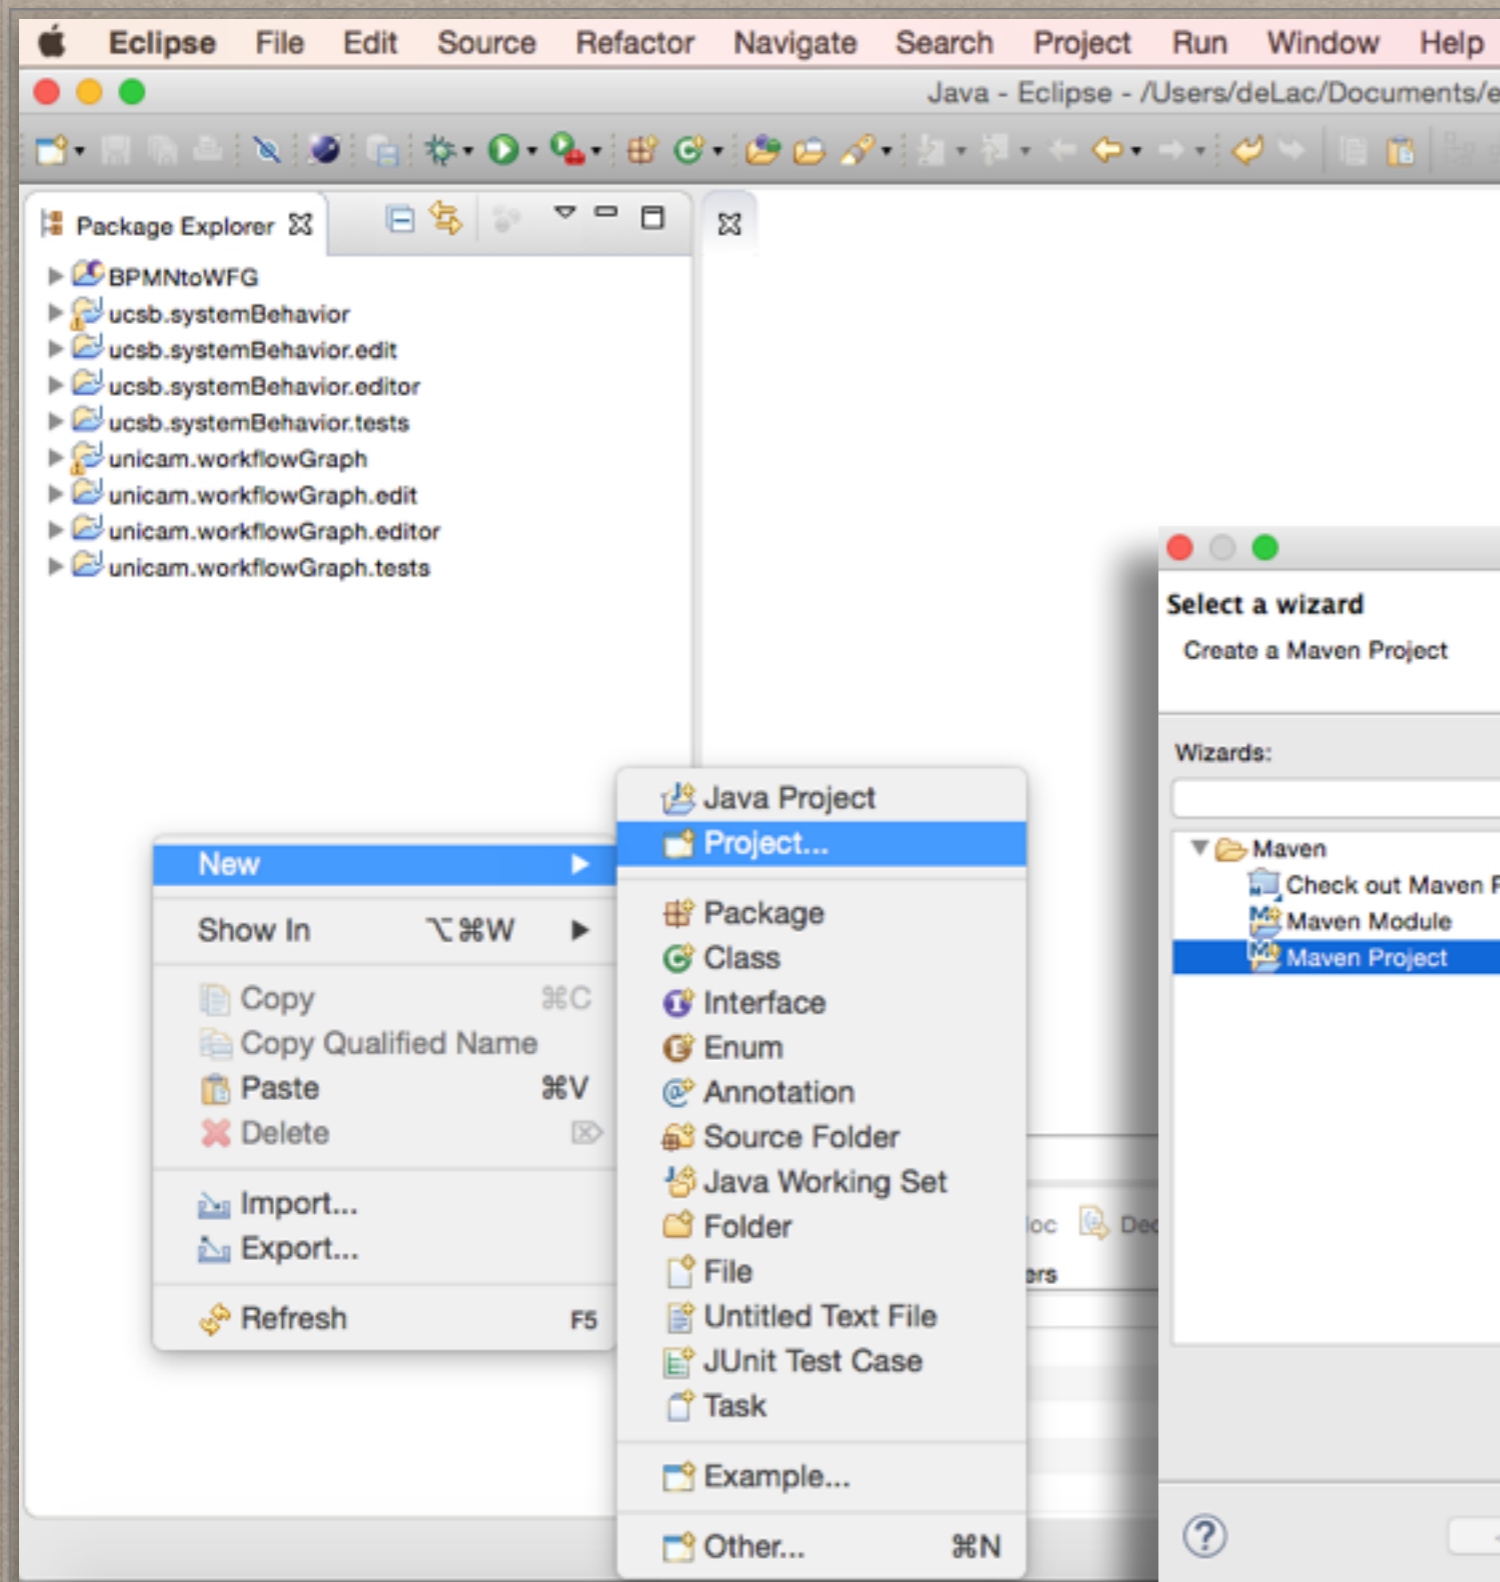 Eclipse File Edit Source Refactor Navigate Search Project Run Window Help
Java - Eclipse - /Users/deLac/Documents/e
Package Explorer
BPMNtoWFG
ucsb.systemBehavior
ucsb.systemBehavior.edit
ucsb.systemBehavior.editor
ucsb.systemBehavior.tests
unicam.workflowGraph
unicam.workflowGraph.edit
unicam.workflowGraph.editor
unicam.workflowGraph.tests
New
Show In ⌥⌘W
Copy ⌘C
Copy Qualified Name
Paste ⌘V
Delete ⌦
Import...
Export...
Refresh F5
Java Project
Project...
Package
Class
Interface
Enum
Annotation
Source Folder
Java Working Set
Folder
File
Untitled Text File
JUnit Test Case
Task
Example...
Other... ⌘N
Select a wizard
Create a Maven Project
Wizards:
Maven
Check out Maven
Maven Module
Maven Project